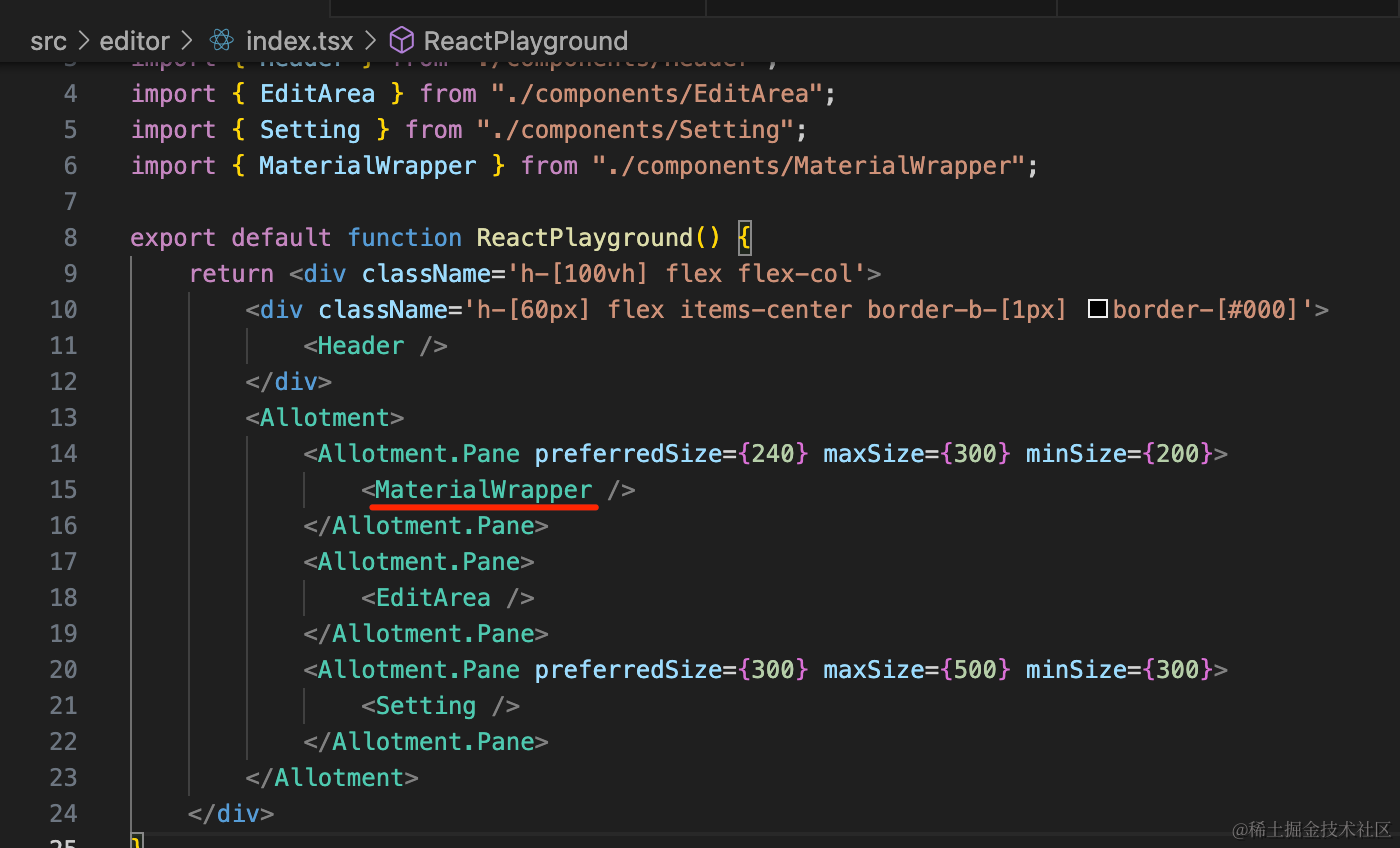 src > editor > index.tsx > ReactPlayground
3 import { Header } from "./components/Header";
4 import { EditArea } from "./components/EditArea";
5 import { Setting } from "./components/Setting";
6 import { MaterialWrapper } from "./components/MaterialWrapper";
7
8 export default function ReactPlayground() {
9     return <div className='h-[100vh] flex flex-col'>
10         <div className='h-[60px] flex items-center border-b-[1px] border-[#000]'>
11             <Header />
12         </div>
13         <Allotment>
14             <Allotment.Pane preferredSize={240} maxSize={300} minSize={200}>
15                 <MaterialWrapper />
16             </Allotment.Pane>
17             <Allotment.Pane>
18                 <EditArea />
19             </Allotment.Pane>
20             <Allotment.Pane preferredSize={300} maxSize={500} minSize={300}>
21                 <Setting />
22             </Allotment.Pane>
23         </Allotment>
24     </div>
25 }
@稀土掘金技术社区